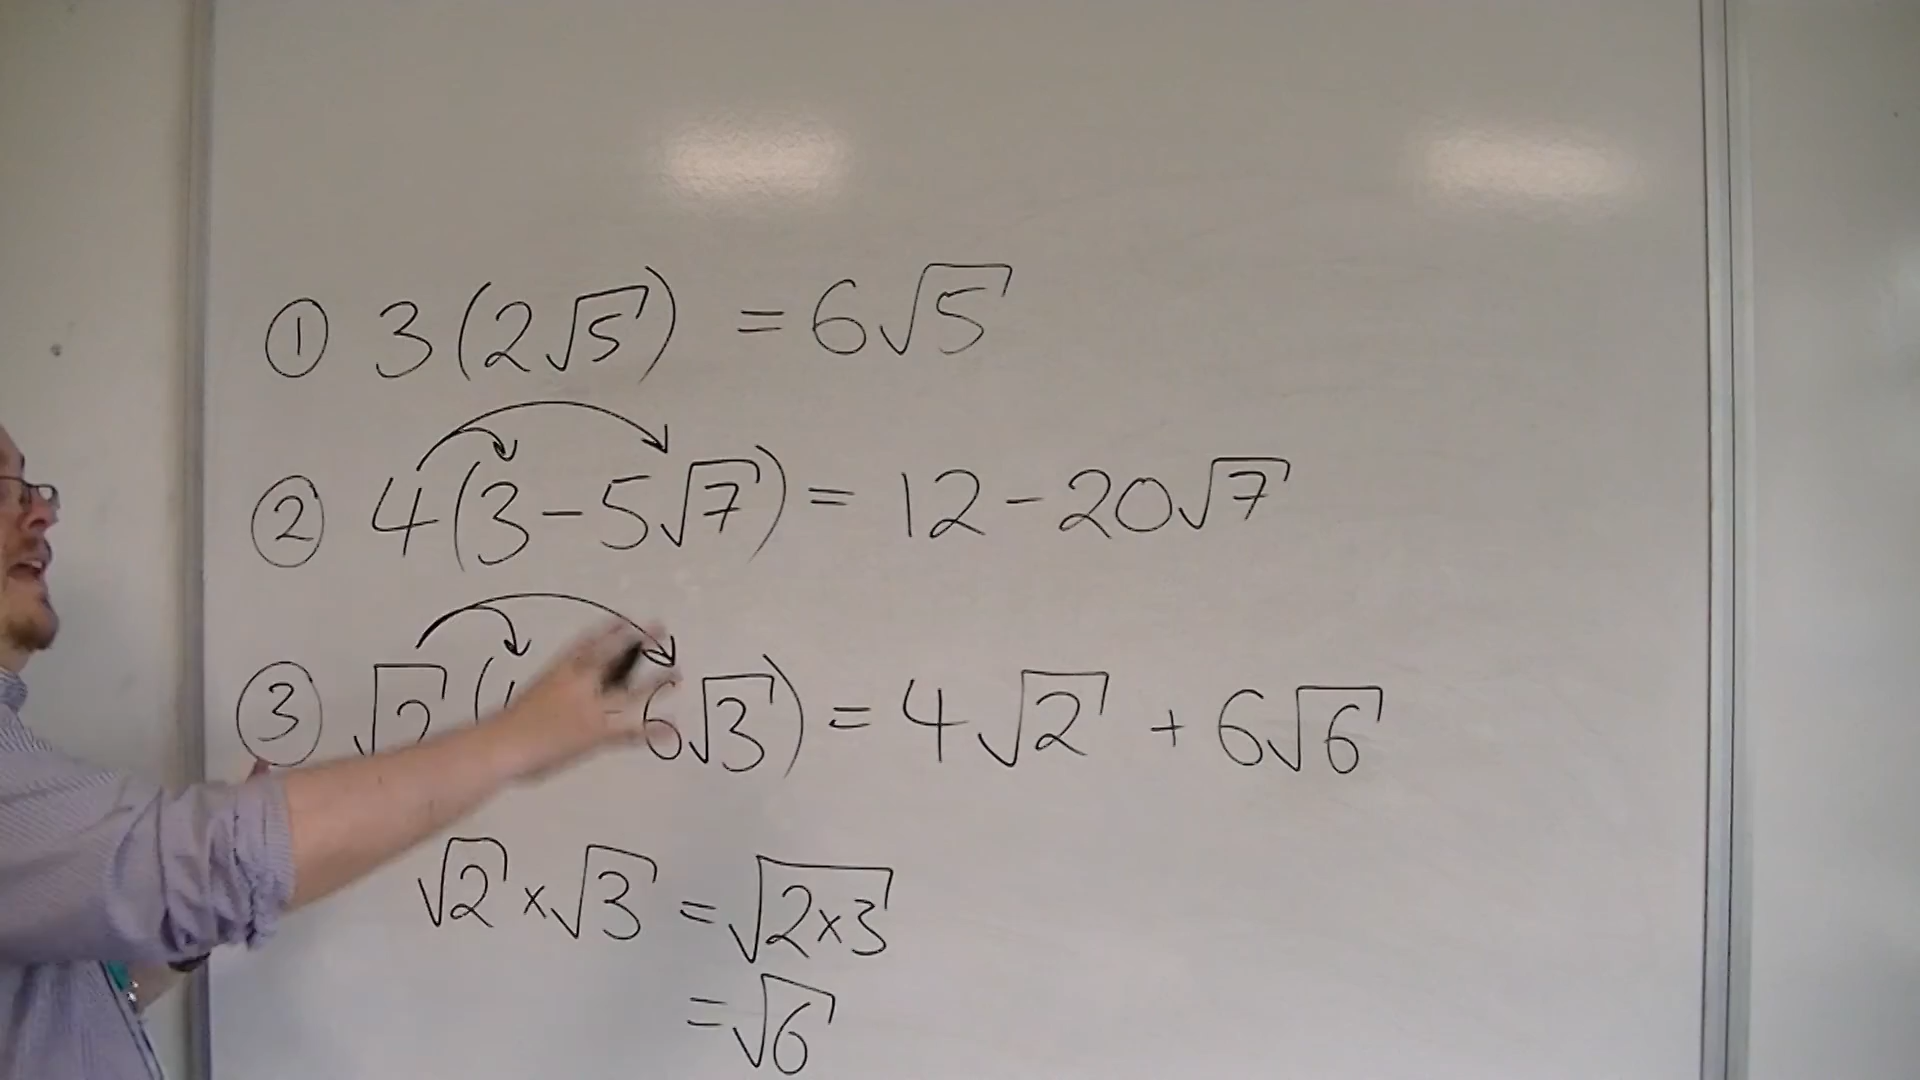 ① 3(2√5) = 6√5
② 4(3-5√7) = 12-20√7
③ √2( 6√3) = 4√2 + 6√6
√2×√3 = √2×3
=√6